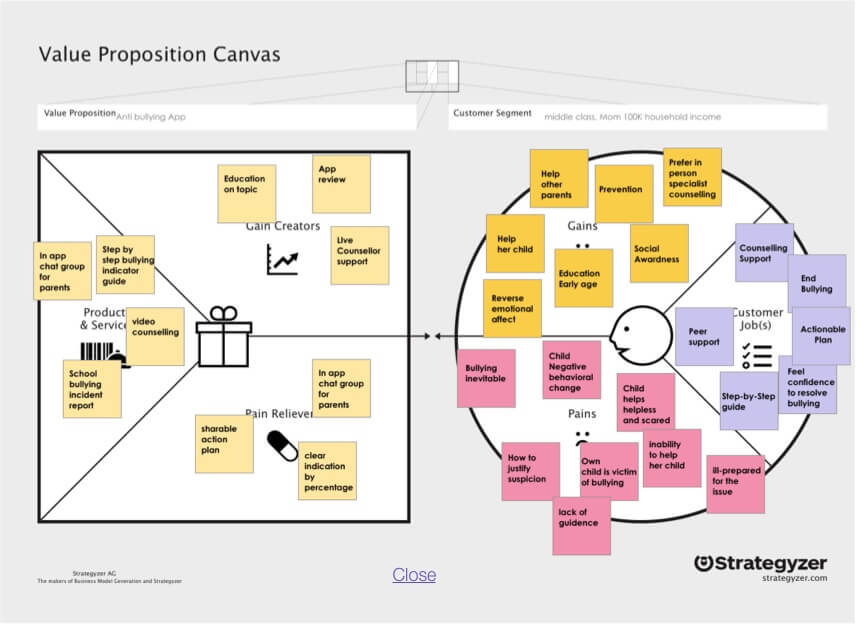 Value Proposition Canvas
Value Proposition
Anti bullying App
Customer Segment
middle class. Mom 100K household income
Education
on topic
App
review
Gain Creators
LIve
Counsellor
support
In app
chat group
for
parents
Step by
step bullying
indicator
guide
Product
& Service
video
counselling
School
bullying
incident
report
In app
chat group
for
parents
Pain Reliever
sharable
action
plan
clear
indication
by
percentage
Help
other
parents
Prevention
Prefer in
person
specialist
counselling
Gains
Help
her child
Social
Awareness
Education
Early age
Reverse
emotional
affect
Counselling
Support
End
Bullying
Customer
Job(s)
Actionable
Plan
Peer
support
Feel
confidence
to resolve
bullying
Step-by-Step
guide
Bullying
inevitable
Child
Negative
behavioral
change
Child
helps
helpless
and scared
Pains
How to
justify
suspicion
Own
child is victim
of bullying
inability
to help
her child
ill-prepared
for the
issue
lack of
guidence
Strategyzer AG
The makers of Business Model Generation and Strategyzer
Close
Strategyzer
strategyzer.com